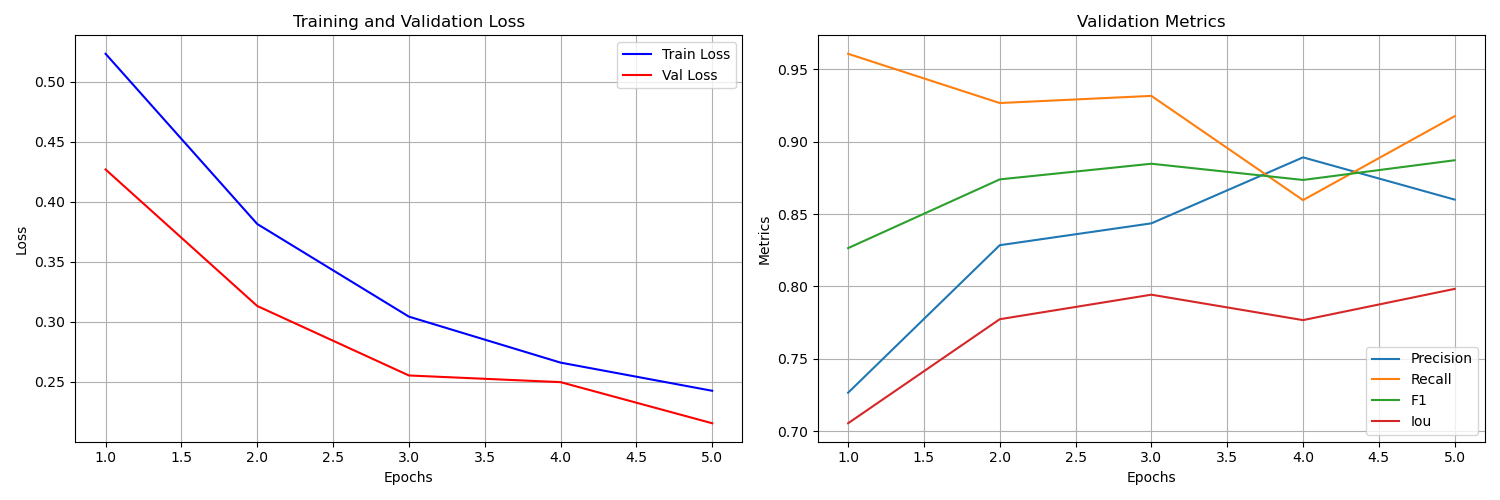 Training and Validation Loss
Train Loss
Val Loss
0.50
0.45
0.40
0.35
0.30
0.25
Loss
1.0 1.5 2.0 2.5 3.0 3.5 4.0 4.5 5.0
Epochs
Validation Metrics
0.95
0.90
0.85
0.80
0.75
0.70
Metrics
Precision
Recall
F1
Iou
1.0 1.5 2.0 2.5 3.0 3.5 4.0 4.5 5.0
Epochs